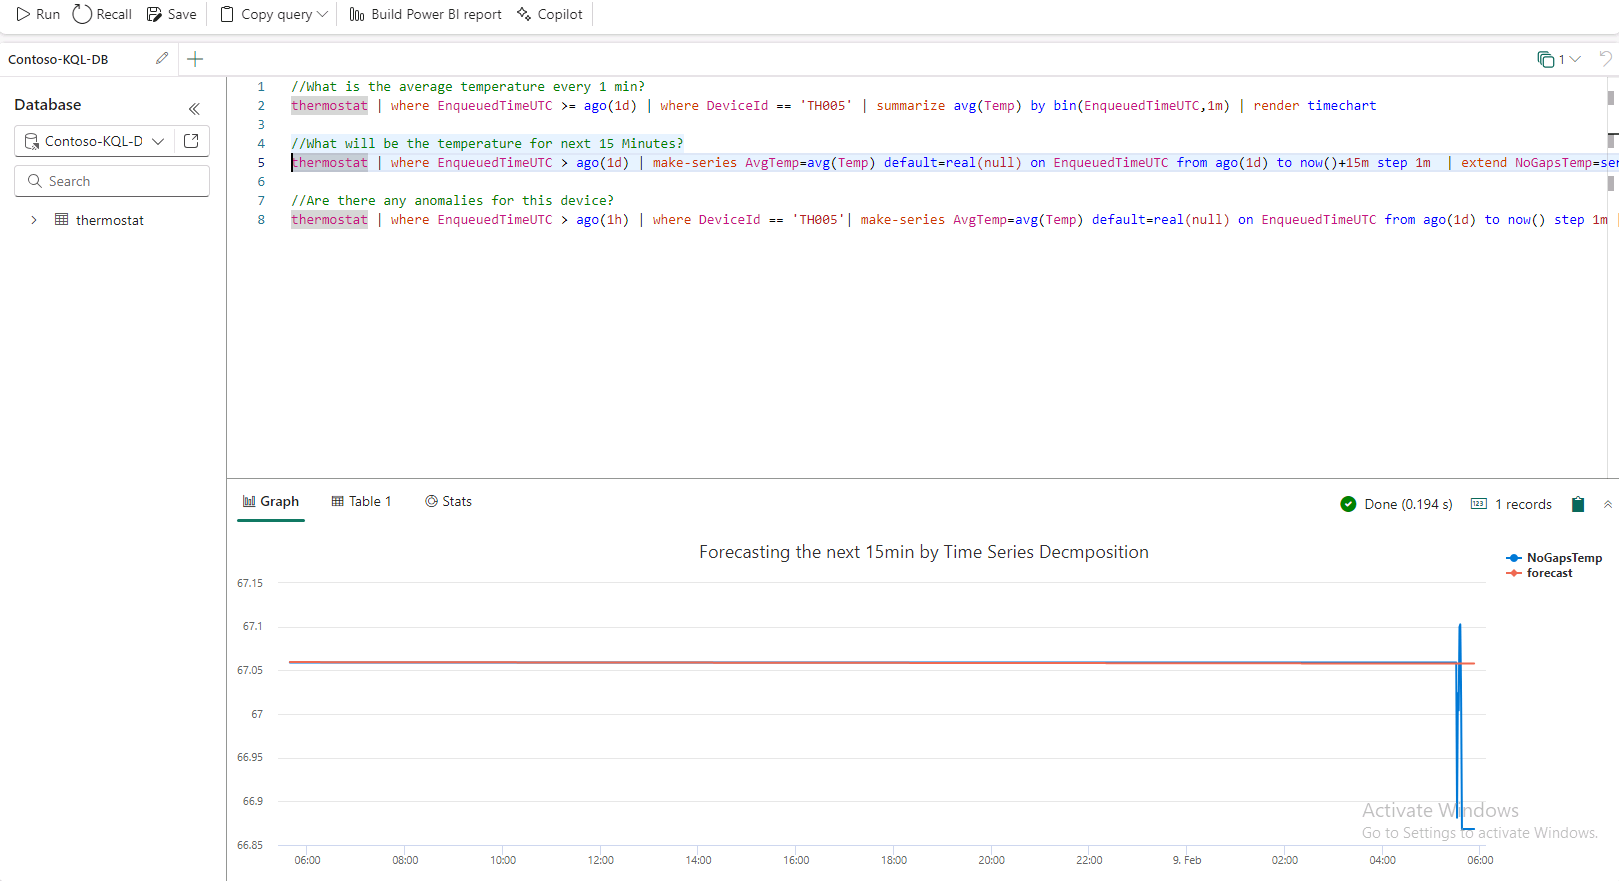 Run Recall Save Copy query Build Power BI report Copilot
Contoso-KQL-DB 1
Database
Contoso-KQL-D
Search
thermostat
1 //What is the average temperature every 1 min?
2 thermostat | where EnqueuedTimeUTC >= ago(1d) | where DeviceId == 'TH005' | summarize avg(Temp) by bin(EnqueuedTimeUTC,1m) | render timechart
3
4 //What will be the temperature for next 15 Minutes?
5 thermostat | where EnqueuedTimeUTC > ago(1d) | make-series AvgTemp=avg(Temp) default=real(null) on EnqueuedTimeUTC from ago(1d) to now()+15m step 1m | extend NoGapsTemp=ser
6
7 //Are there any anomalies for this device?
8 thermostat | where EnqueuedTimeUTC > ago(1h) | where DeviceId == 'TH005'| make-series AvgTemp=avg(Temp) default=real(null) on EnqueuedTimeUTC from ago(1d) to now() step 1m |
Graph Table 1 Stats Done (0.194 s) 1 records
Forecasting the next 15min by Time Series Decmposition
NoGapsTemp
forecast
67.15
67.1
67.05
67
66.95
66.9
66.85
06:00 08:00 10:00 12:00 14:00 16:00 18:00 20:00 22:00 9. Feb 02:00 04:00 06:00
Activate Windows
Go to Settings to activate Windows.